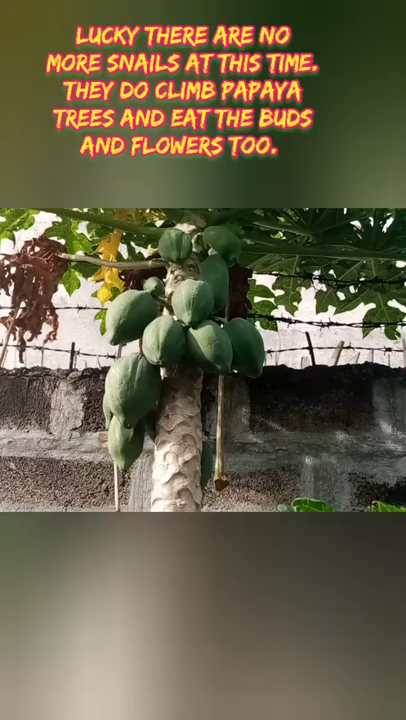 LUCKY THERE ARE NO
MORE SNAILS AT THIS TIME.
THEY DO CLIMB PAPAYA
TREES AND EAT THE BUDS
AND FLOWERS TOO.